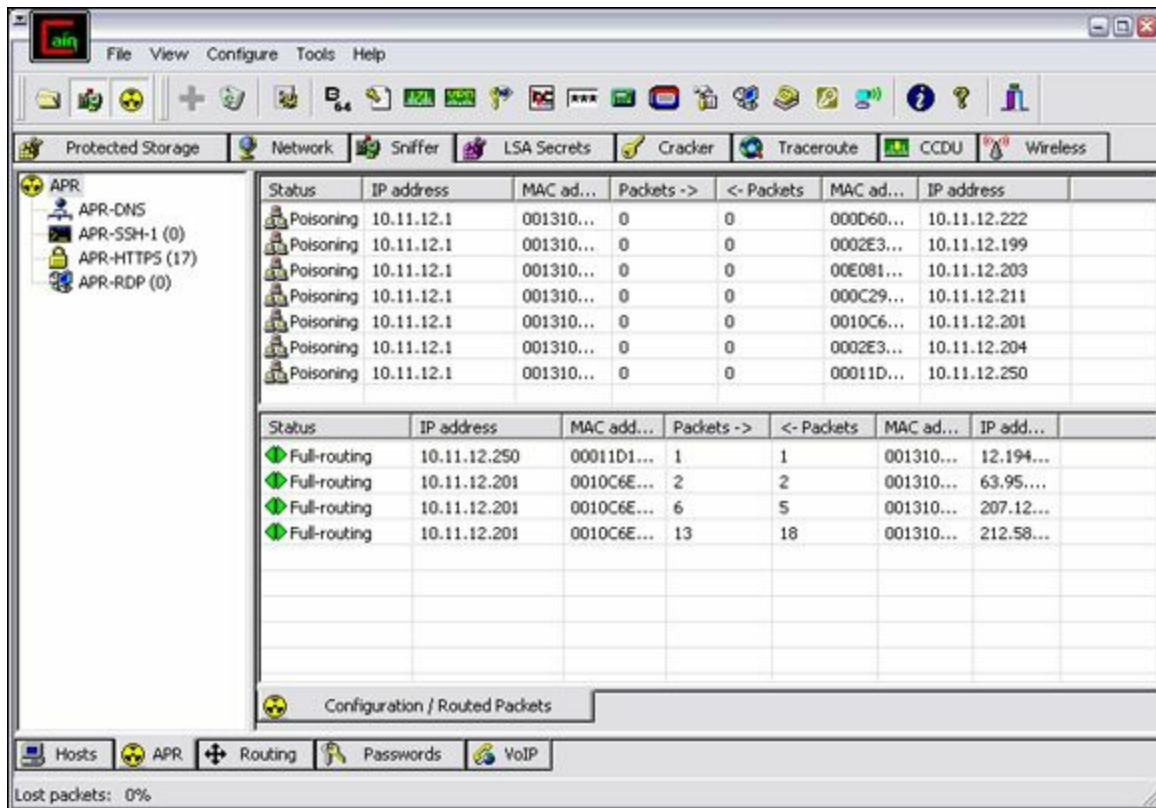 Cain
File View Configure Tools Help
B64
Protected Storage Network Sniffer LSA Secrets Cracker Traceroute CCDU Wireless
APR
APR-DNS
APR-SSH-1 (0)
APR-HTTPS (17)
APR-RDP (0)
Status IP address MAC ad... Packets -> <- Packets MAC ad... IP address
Poisoning 10.11.12.1 001310... 0 0 000D60... 10.11.12.222
Poisoning 10.11.12.1 001310... 0 0 0002E3... 10.11.12.199
Poisoning 10.11.12.1 001310... 0 0 00E081... 10.11.12.203
Poisoning 10.11.12.1 001310... 0 0 000C29... 10.11.12.211
Poisoning 10.11.12.1 001310... 0 0 0010C6... 10.11.12.201
Poisoning 10.11.12.1 001310... 0 0 0002E3... 10.11.12.204
Poisoning 10.11.12.1 001310... 0 0 00011D... 10.11.12.250
Status IP address MAC add... Packets -> <- Packets MAC ad... IP add...
Full-routing 10.11.12.250 00011D1... 1 1 001310... 12.194...
Full-routing 10.11.12.201 0010C6E... 2 2 001310... 63.95....
Full-routing 10.11.12.201 0010C6E... 6 5 001310... 207.12...
Full-routing 10.11.12.201 0010C6E... 13 18 001310... 212.58...
Configuration / Routed Packets
Hosts APR Routing Passwords VoIP
Lost packets: 0%